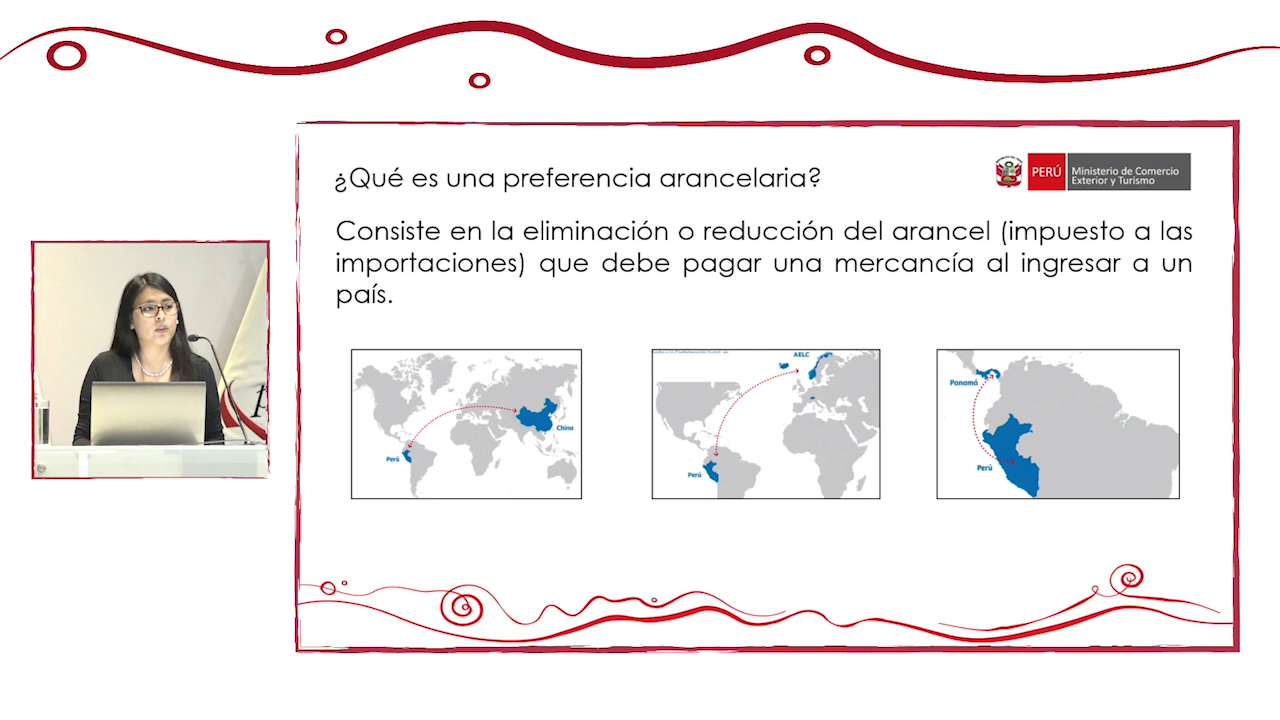 ¿Qué es una preferencia arancelaria?
PERÚ
Ministerio de Comercio
Exterior y Turismo
Consiste en la eliminación o reducción del arancel (impuesto a las
importaciones) que debe pagar una mercancía al ingresar a un
país.
China
Perú
AELC
Perú
Panamá
Perú